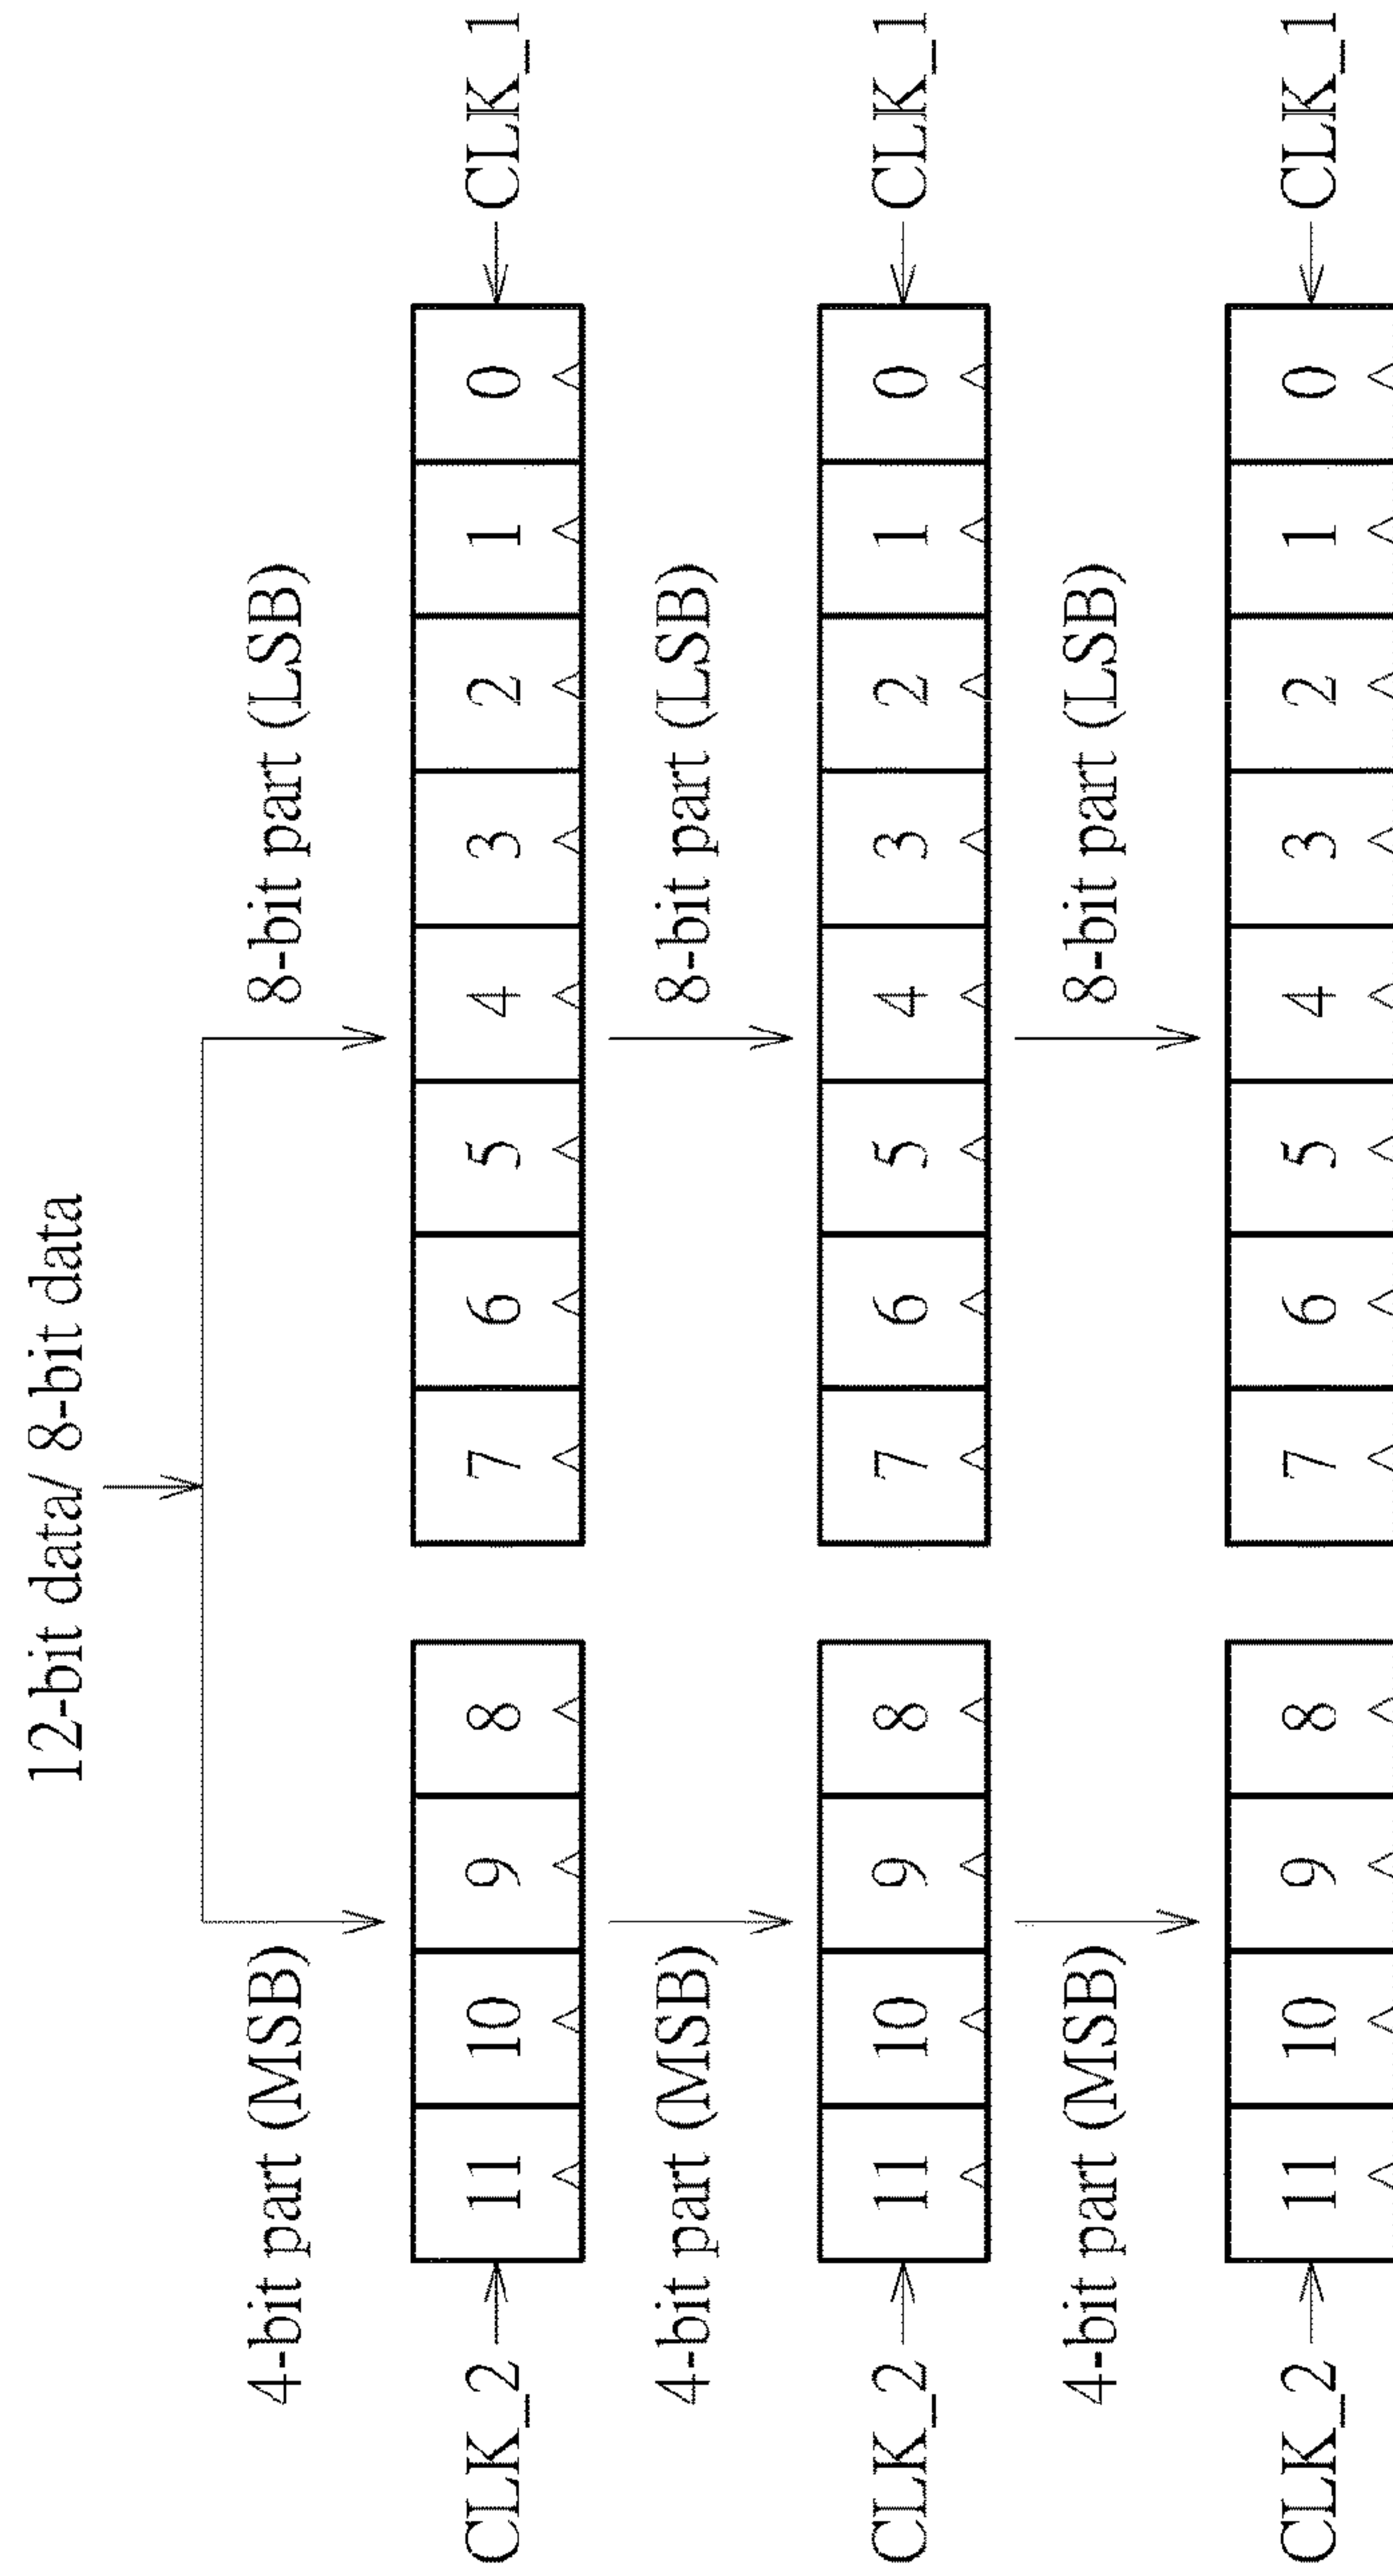 12-bit data/ 8-bit data
4-bit part (MSB) 8-bit part (LSB)
CLK_2 11 10 9 8 7 6 5 4 3 2 1 0 CLK_1
4-bit part (MSB) 8-bit part (LSB)
CLK_2 11 10 9 8 7 6 5 4 3 2 1 0 CLK_1
4-bit part (MSB) 8-bit part (LSB)
CLK_2 11 10 9 8 7 6 5 4 3 2 1 0 CLK_1